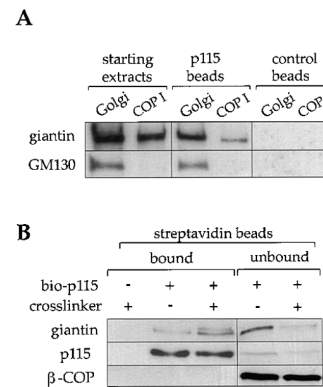 A
starting extracts
p115 beads
control beads
Golgi COP I Golgi COP I Golgi COP
giantin
GM130
B
streptavidin beads
bound unbound
bio-p115 - + + + +
crosslinker + - + - +
giantin
p115
β-COP